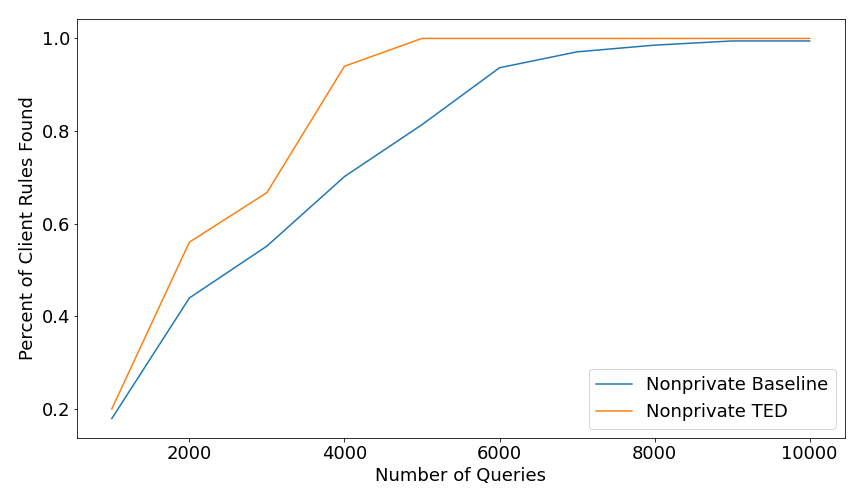 1.0
0.8
0.6
0.4
0.2
Percent of Client Rules Found
Nonprivate Baseline
Nonprivate TED
2000 4000 6000 8000 10000
Number of Queries